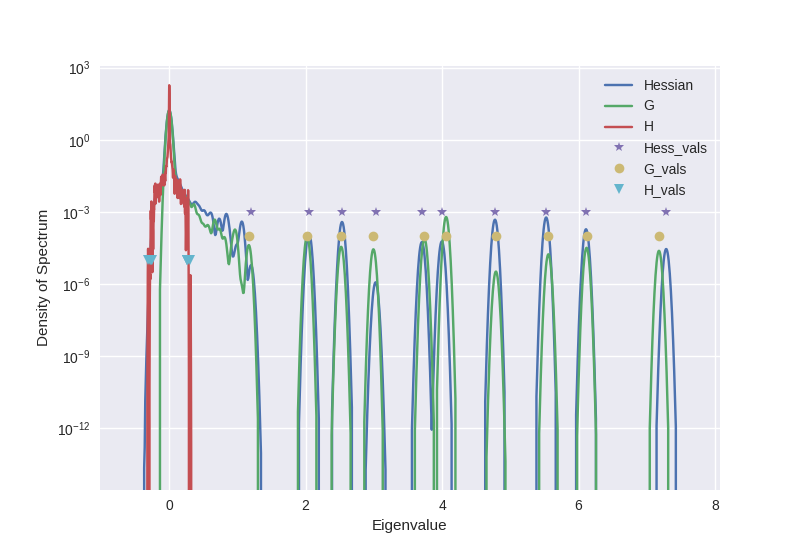 10^3
10^0
10^−3
10^−6
10^−9
10^−12
Density of Spectrum
Hessian
G
H
Hess_vals
G_vals
H_vals
0 2 4 6 8
Eigenvalue